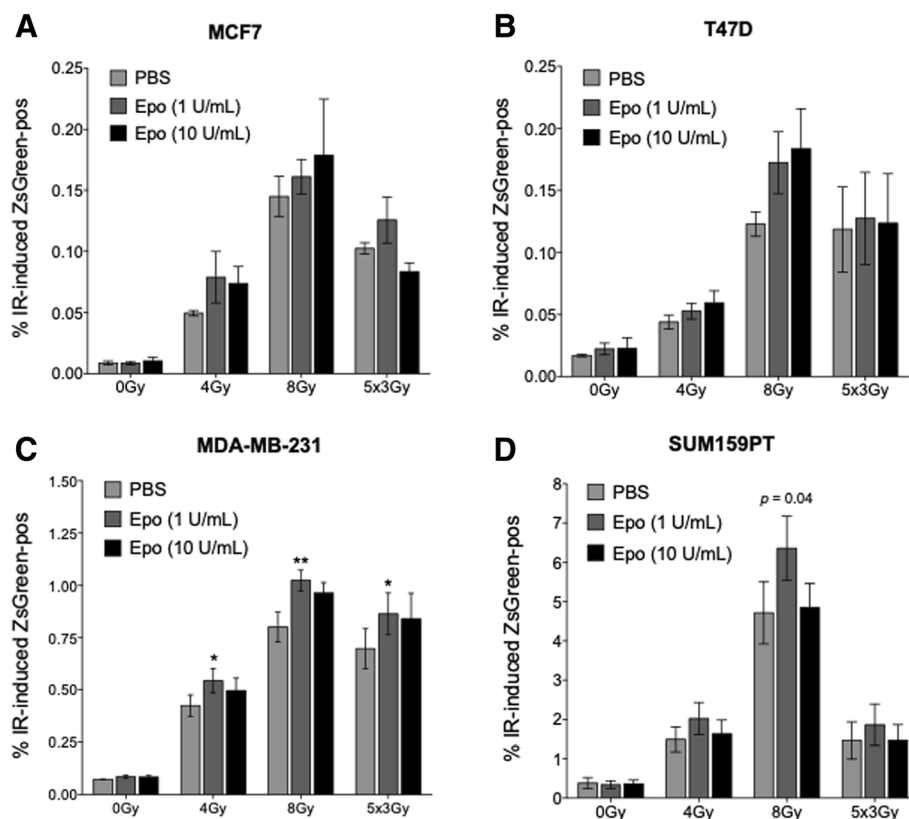 A
MCF7
% IR-induced ZsGreen-pos
0.25
0.20
0.15
0.10
0.05
0.00
PBS
Epo (1 U/mL)
Epo (10 U/mL)
0Gy 4Gy 8Gy 5x3Gy
B
T47D
% IR-induced ZsGreen-pos
0.25
0.20
0.15
0.10
0.05
0.00
PBS
Epo (1 U/mL)
Epo (10 U/mL)
0Gy 4Gy 8Gy 5x3Gy
C
MDA-MB-231
% IR-induced ZsGreen-pos
1.50
1.25
1.00
0.75
0.50
0.25
0.00
PBS
Epo (1 U/mL)
Epo (10 U/mL)
*
**
*
0Gy 4Gy 8Gy 5x3Gy
D
SUM159PT
% IR-induced ZsGreen-pos
8
7
6
5
4
3
2
1
0
PBS
Epo (1 U/mL)
Epo (10 U/mL)
p = 0.04
0Gy 4Gy 8Gy 5x3Gy